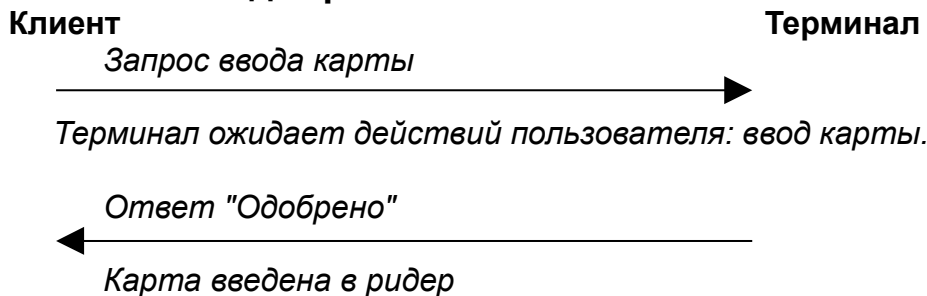 Клиент Терминал
Запрос ввода карты
Терминал ожидает действий пользователя: ввод карты.
Ответ "Одобрено"
Карта введена в ридер